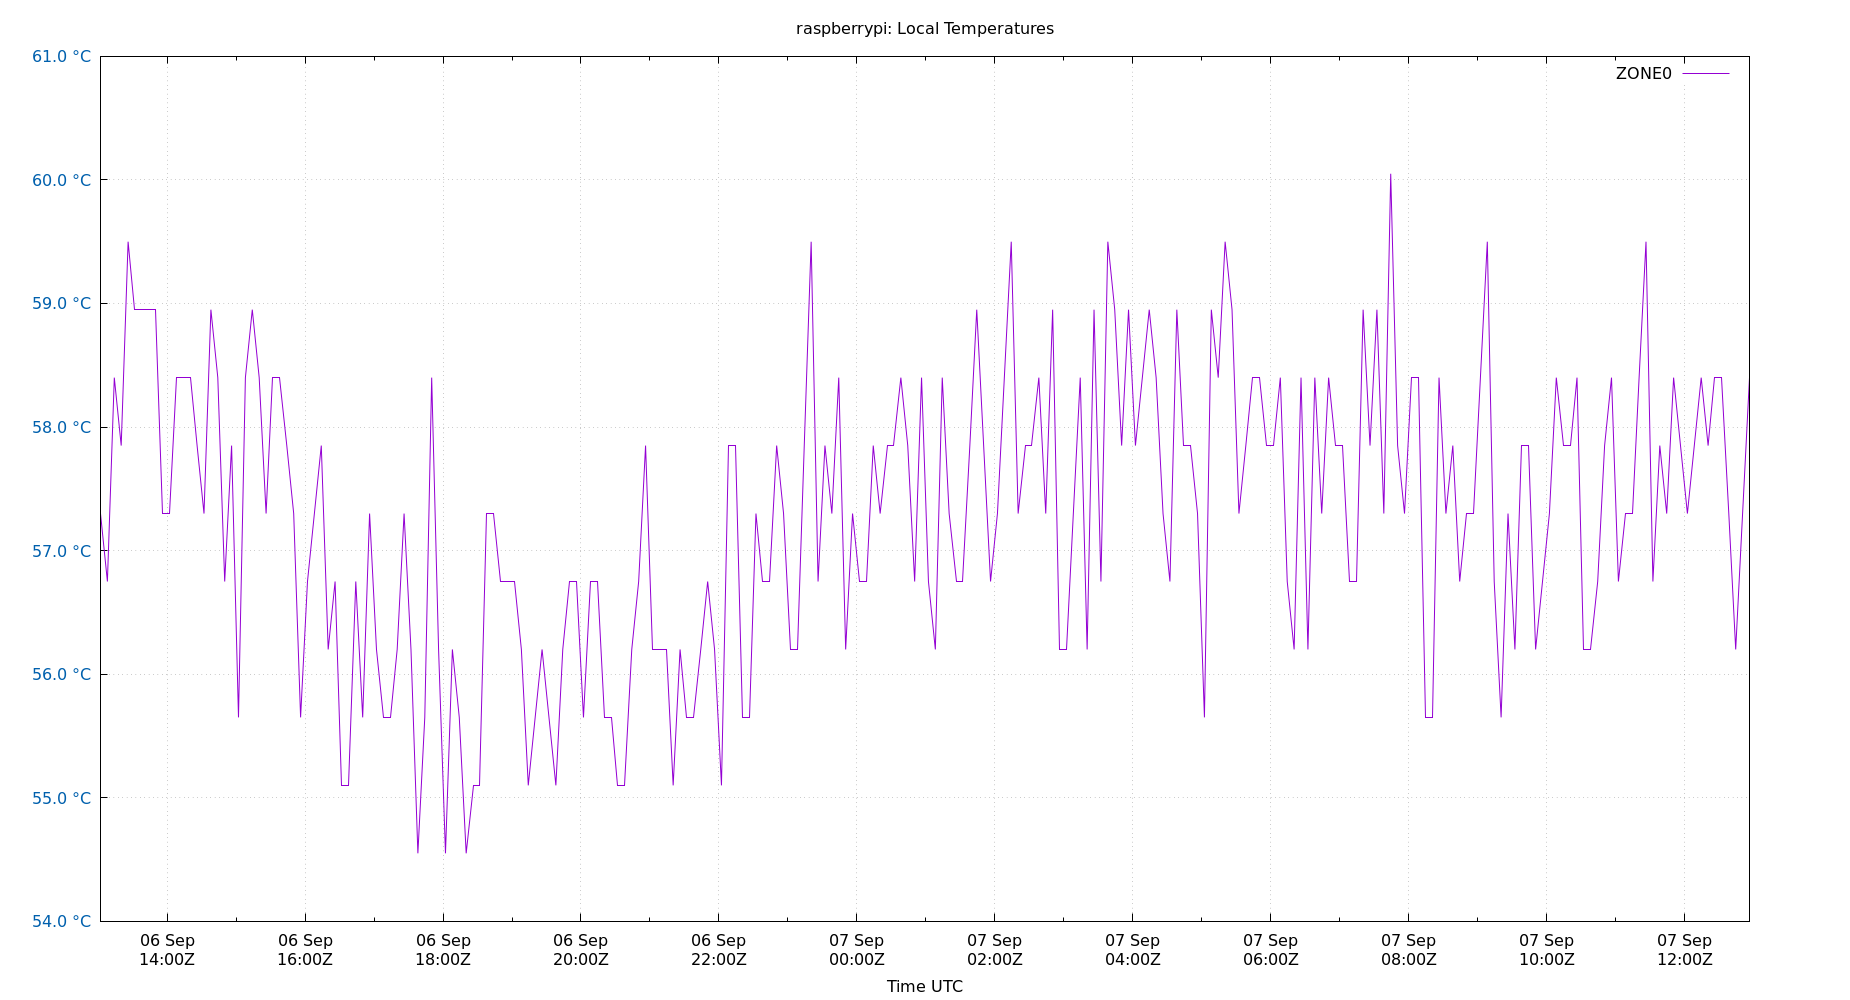 raspberrypi: Local Temperatures
61.0 °C
ZONE0
60.0 °C
59.0 °C
58.0 °C
57.0 °C
56.0 °C
55.0 °C
54.0 °C
06 Sep 06 Sep 06 Sep 06 Sep 06 Sep 07 Sep 07 Sep 07 Sep 07 Sep 07 Sep 07 Sep 07 Sep
14:00Z 16:00Z 18:00Z 20:00Z 22:00Z 00:00Z 02:00Z 04:00Z 06:00Z 08:00Z 10:00Z 12:00Z
Time UTC